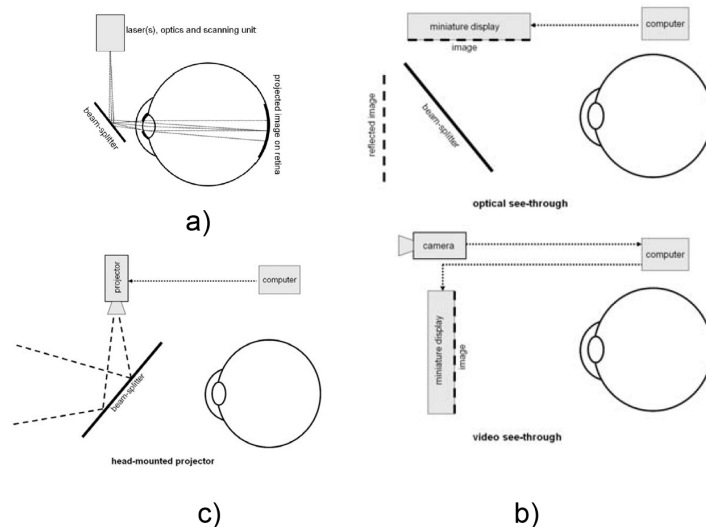 laser(s), optics and scanning unit
beam-splitter
projected image on retina
a)
miniature display
computer
image
reflected image
beam-splitter
optical see-through
camera
computer
miniature display
image
video see-through
b)
projector
computer
beam-splitter
head-mounted projector
c)